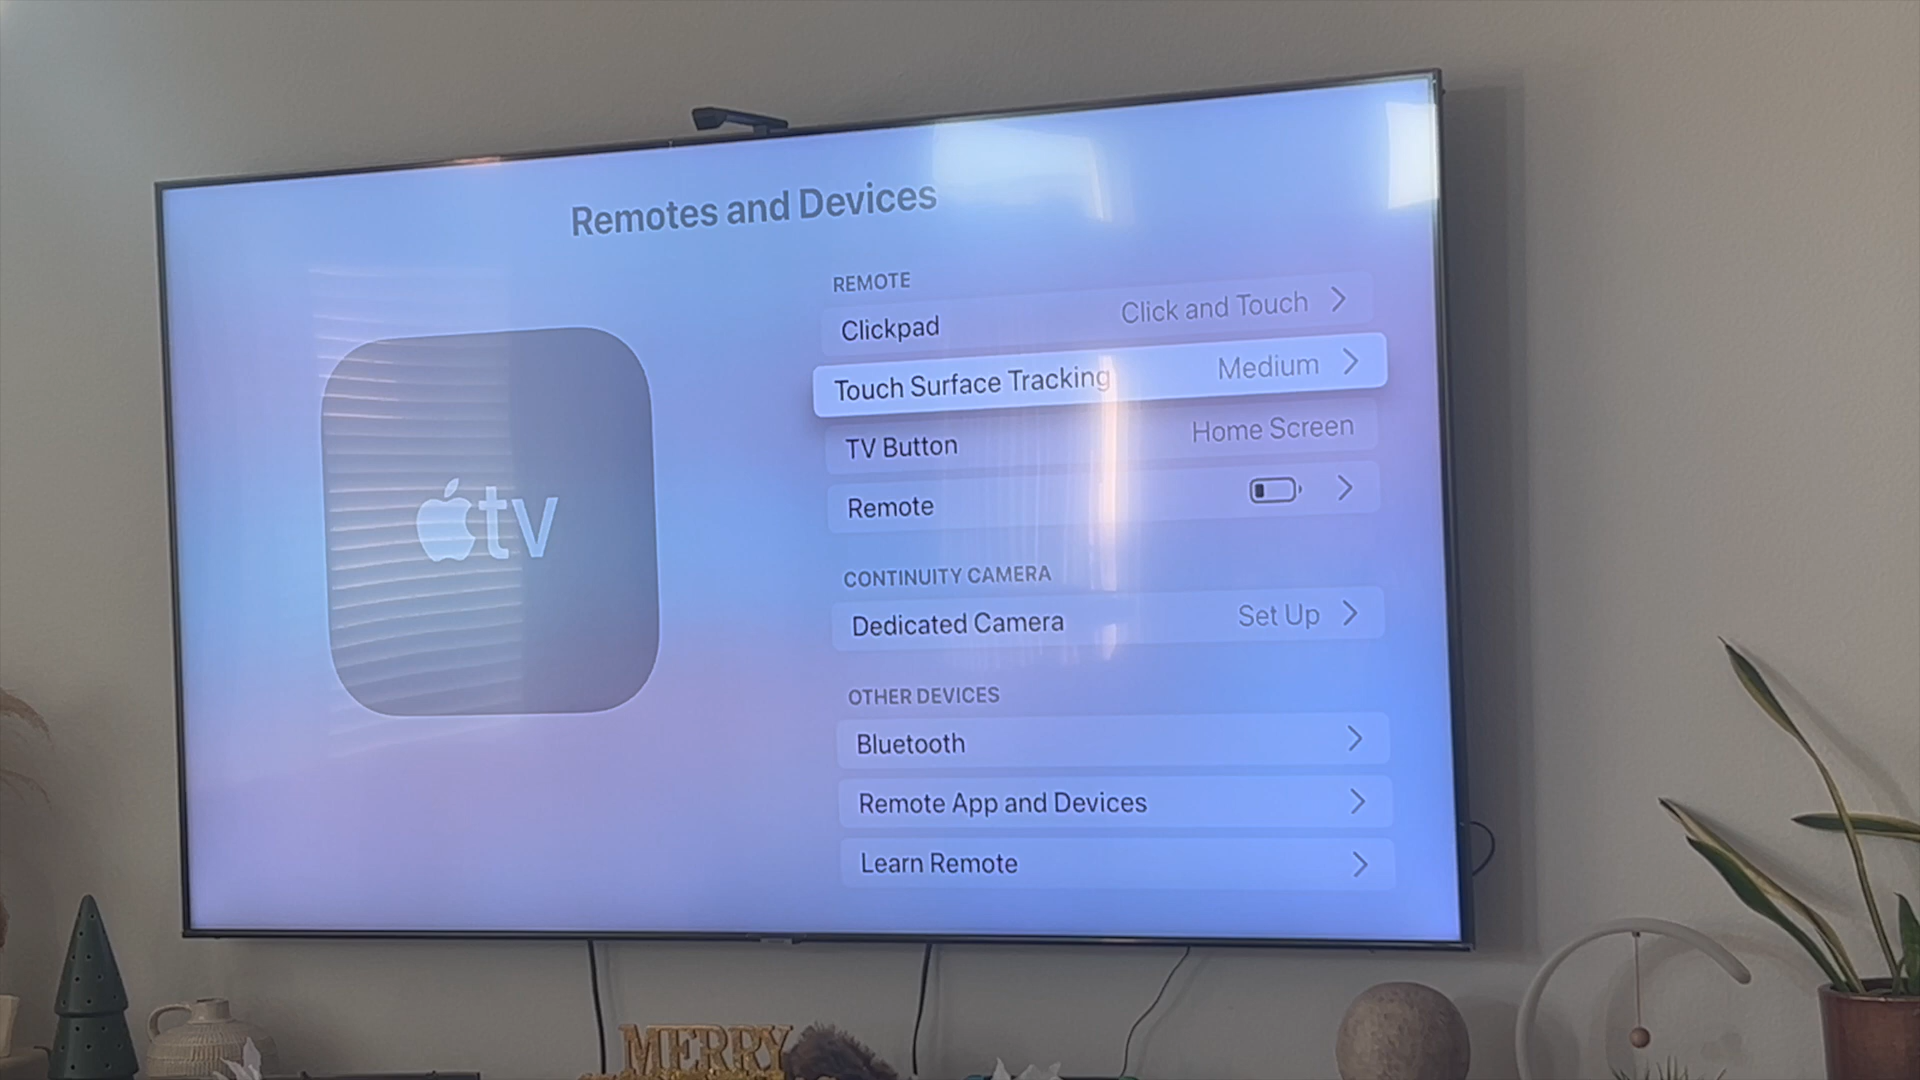 Remotes and Devices
REMOTE
Clickpad Click and Touch
Touch Surface Tracking Medium
TV Button Home Screen
Remote
tv
CONTINUITY CAMERA
Dedicated Camera Set Up
OTHER DEVICES
Bluetooth
Remote App and Devices
Learn Remote
MERRY